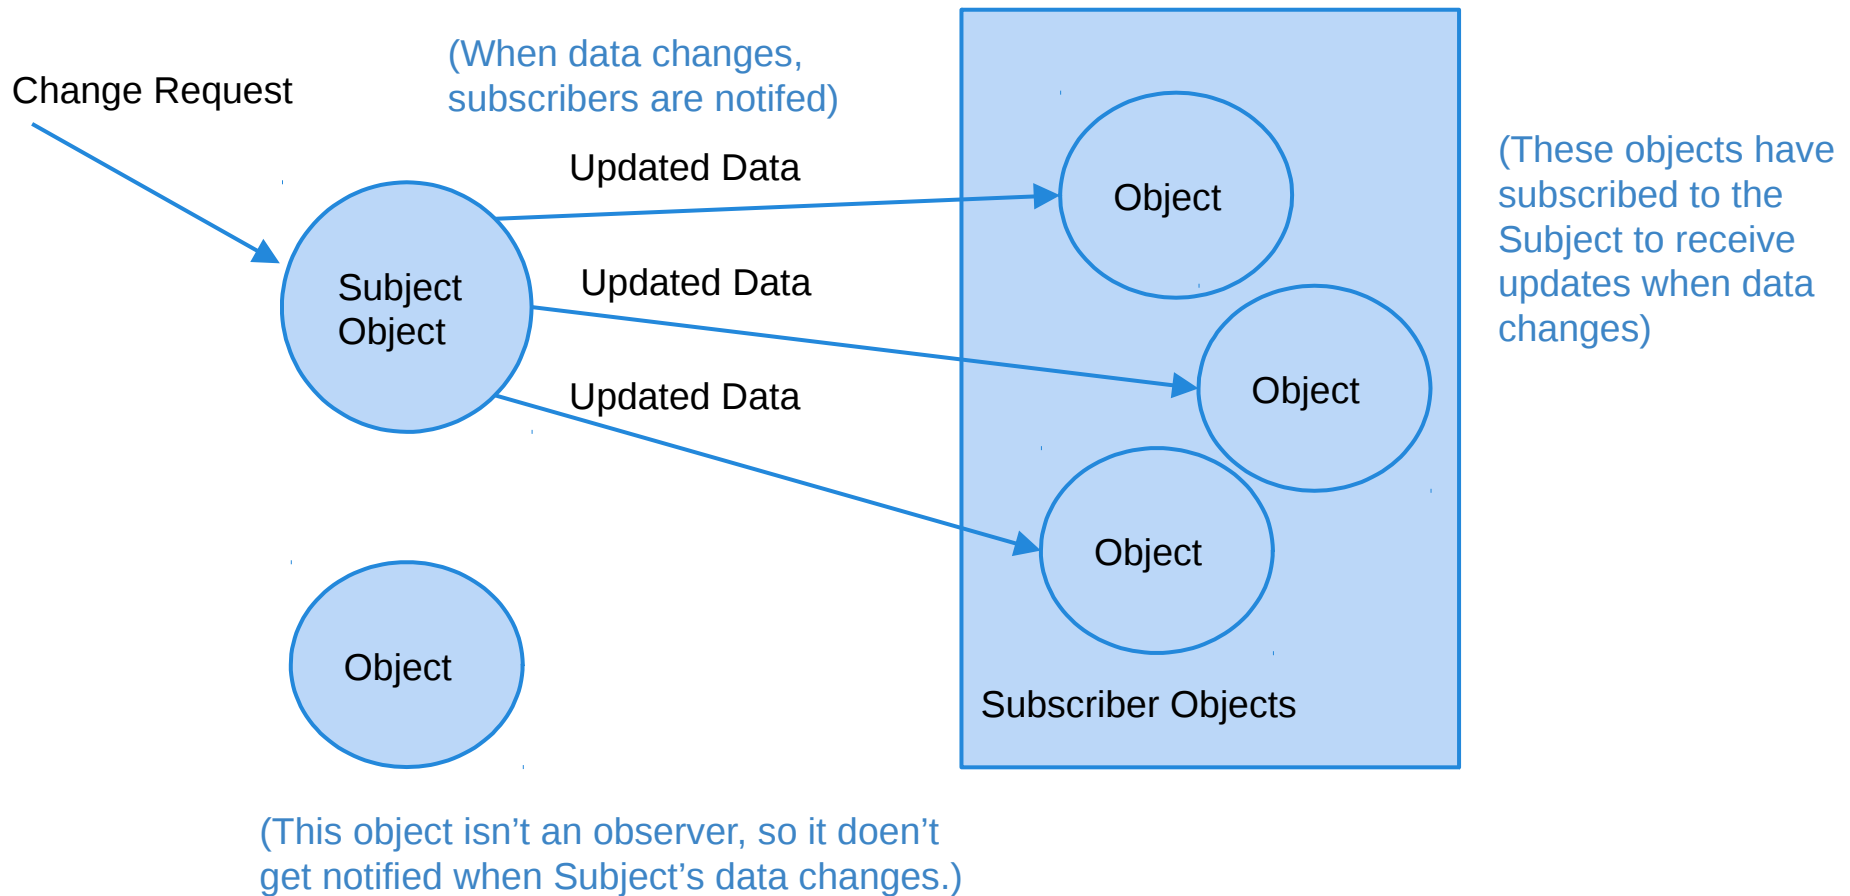 Change Request
(When data changes,
subscribers are notifed)
Updated Data
Subject
Object
Updated Data
Updated Data
Object
Object
Object
Subscriber Objects
(These objects have
subscribed to the
Subject to receive
updates when data
changes)
Object
(This object isn’t an observer, so it doen’t
get notified when Subject’s data changes.)